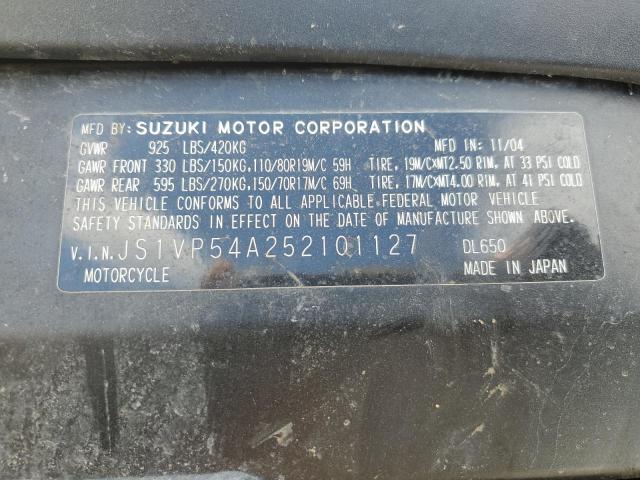 MFD BY: SUZUKI MOTOR CORPORATION
GVWR 925 LBS/420KG MFD IN: 11/04
GAWR FRONT 330 LBS/150KG,110/80R19M/C 59H TIRE, 19M/C×MT2.50 RIM, AT 33 PSI COLD
GAWR REAR 595 LBS/270KG,150/70R17M/C 69H TIRE, 17M/C×MT4.00 RIM, AT 41 PSI COLD
THIS VEHICLE CONFORMS TO ALL APPLICABLE FEDERAL MOTOR VEHICLE
SAFETY STANDARDS IN EFFECT ON THE DATE OF MANUFACTURE SHOWN ABOVE.
V.I.N. JS1VP54A252101127 DL650
MOTORCYCLE MADE IN JAPAN